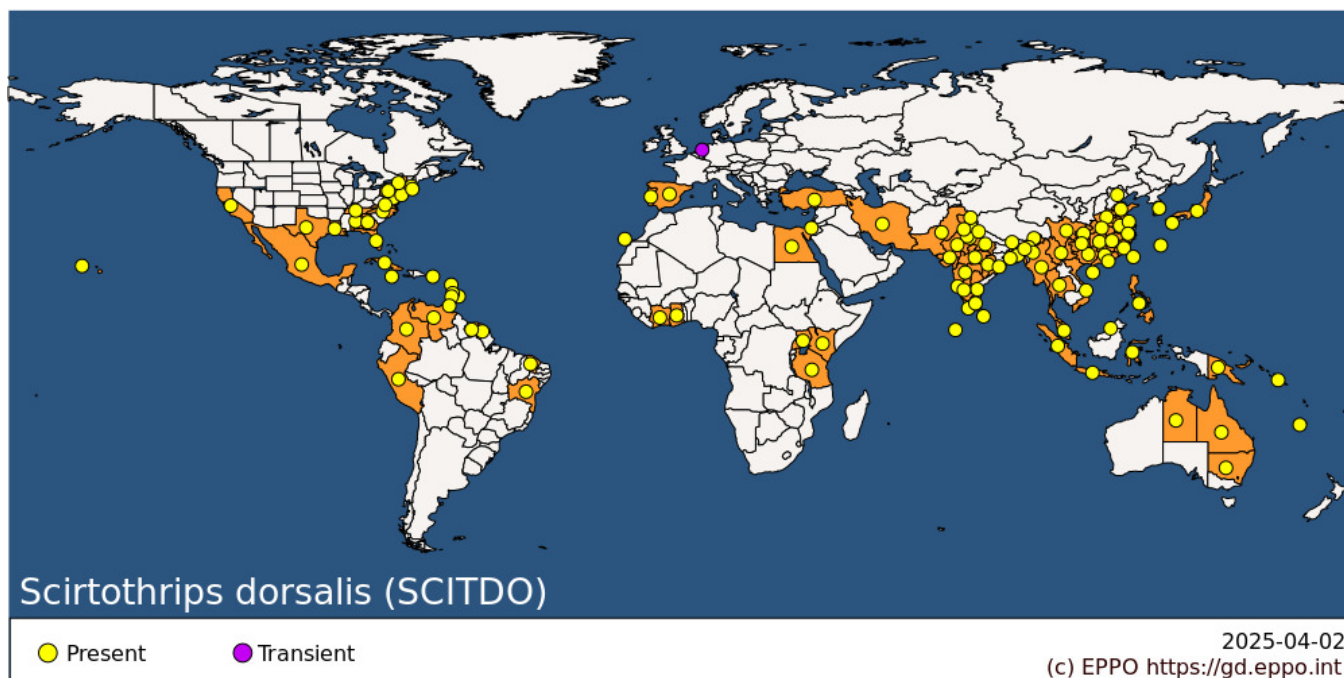 Scirtothrips dorsalis (SCITDO)
Present
Transient
2025-04-02
(c) EPPO https://gd.eppo.int